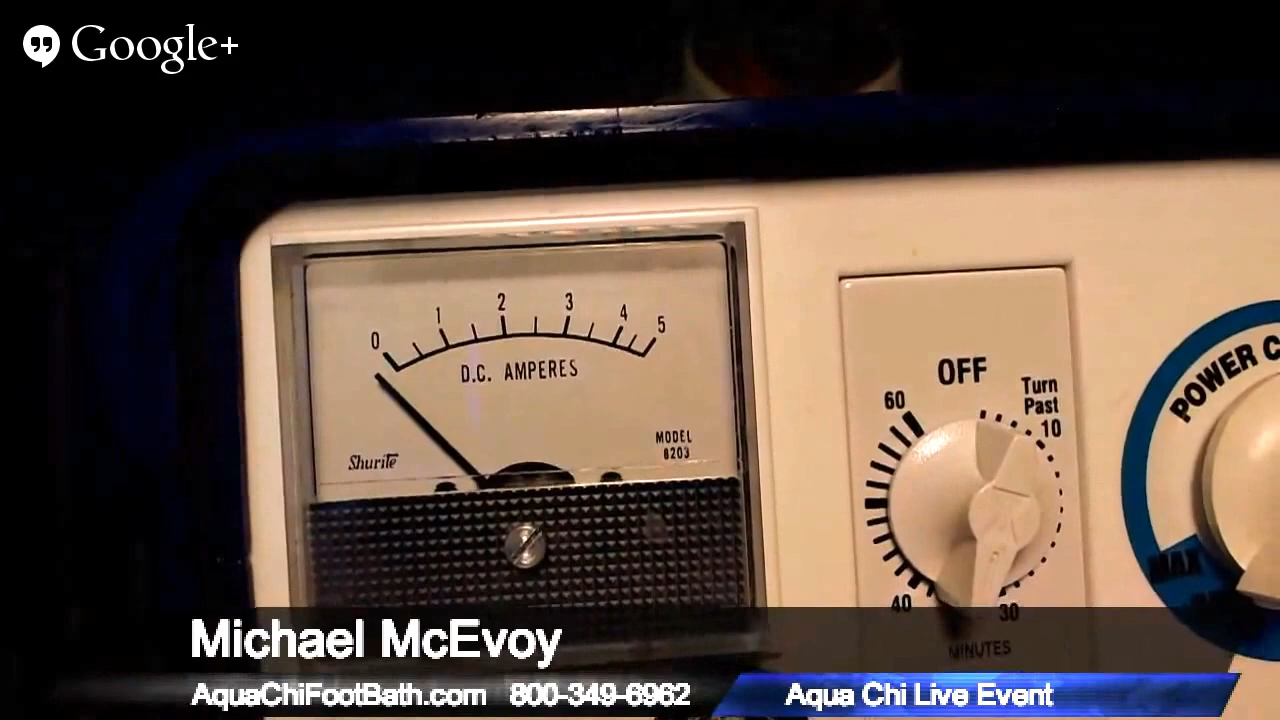 Google+
0 1 2 3 4 5
D.C. AMPERES
Shurite
MODEL
8203
OFF
Turn
Past
10
60
40
30
MINUTES
POWER C
MAX
Michael McEvoy
AquaChiFootBath.com 800-349-6962
Aqua Chi Live Event